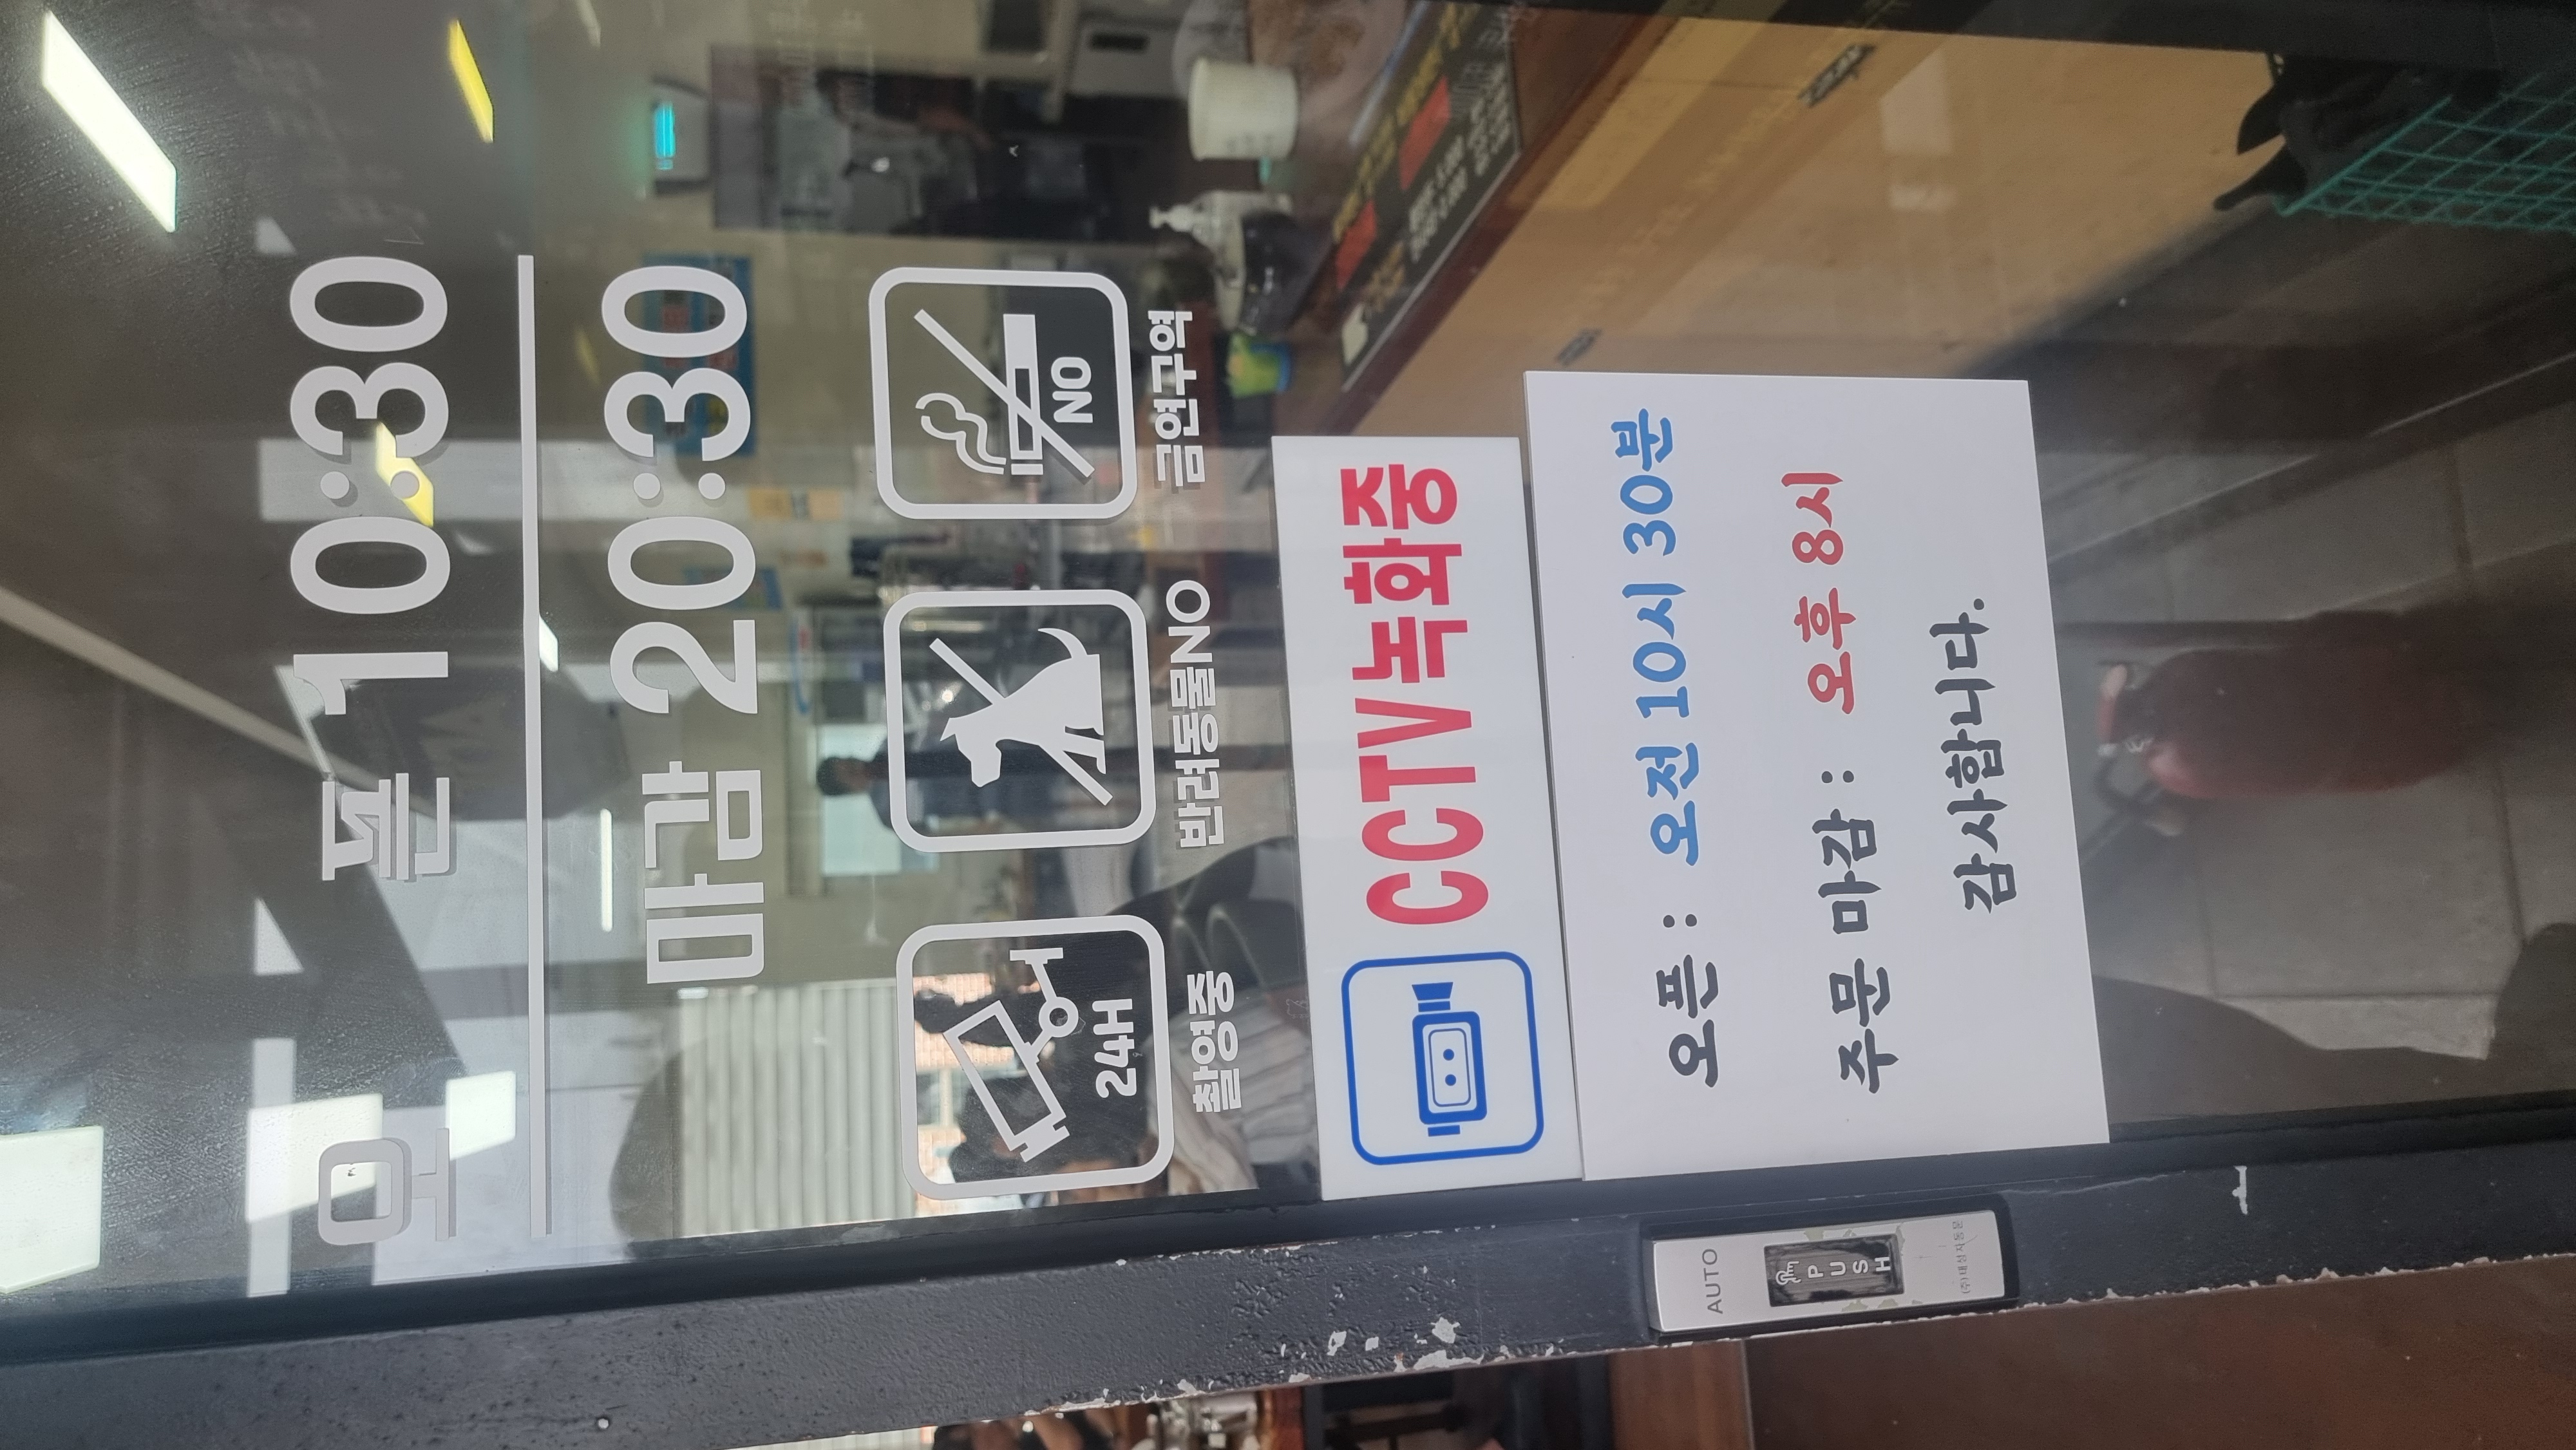 오픈 10:30
마감 20:30
24H
NO
촬영중
반려동물NO
금연구역
CCTV녹화중
오픈 : 오전 10시 30분
주문 마감 : 오후 8시
감사합니다.
AUTO
PUSH